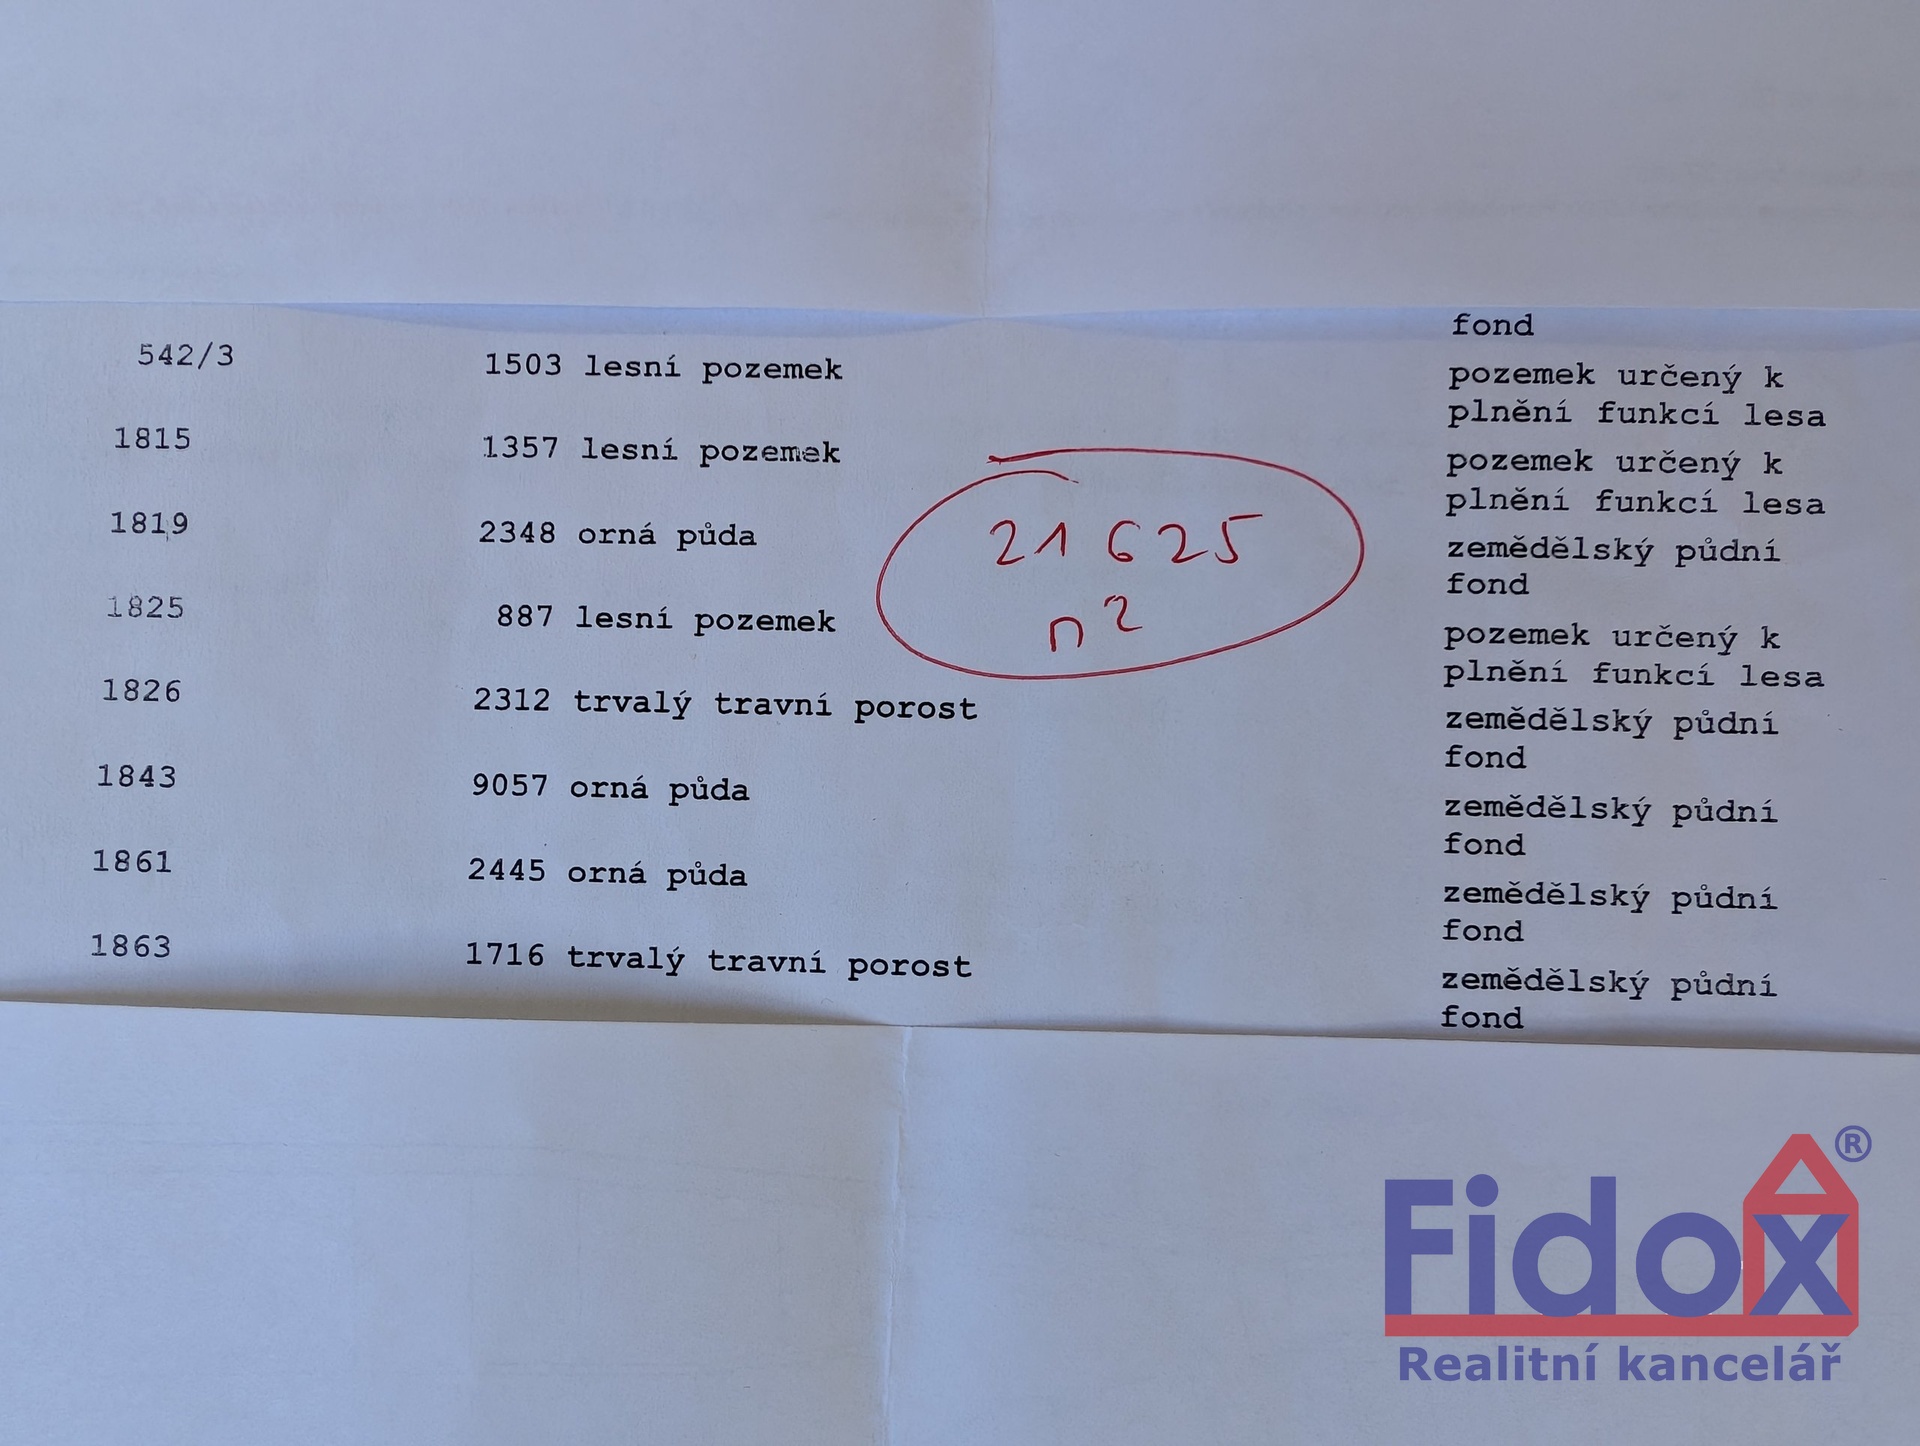 fond
542/3 1503 lesní pozemek pozemek určený k
plnění funkcí lesa
1815 1357 lesní pozemek pozemek určený k
plnění funkcí lesa
1819 2348 orná půda zemědělský půdní
fond
1825 887 lesní pozemek pozemek určený k
plnění funkcí lesa
1826 2312 trvalý travní porost zemědělský půdní
fond
1843 9057 orná půda zemědělský půdní
fond
1861 2445 orná půda zemědělský půdní
fond
1863 1716 trvalý travní porost zemědělský půdní
fond
21 625
m²
Fidox®
Realitní kancelář